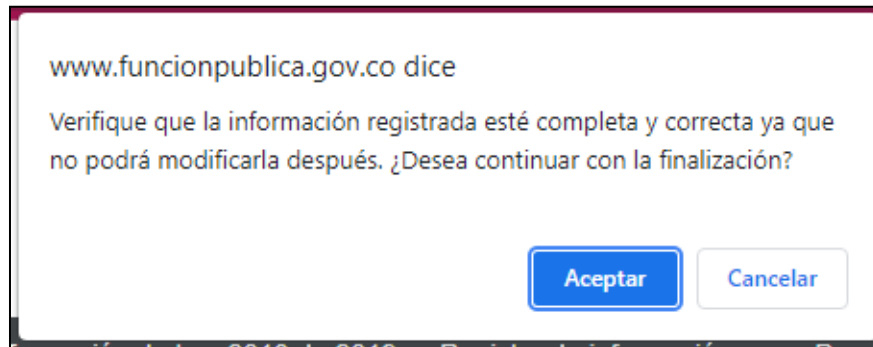 www.funcionpublica.gov.co dice
Verifique que la información registrada esté completa y correcta ya que
no podrá modificarla después. ¿Desea continuar con la finalización?
Aceptar Cancelar